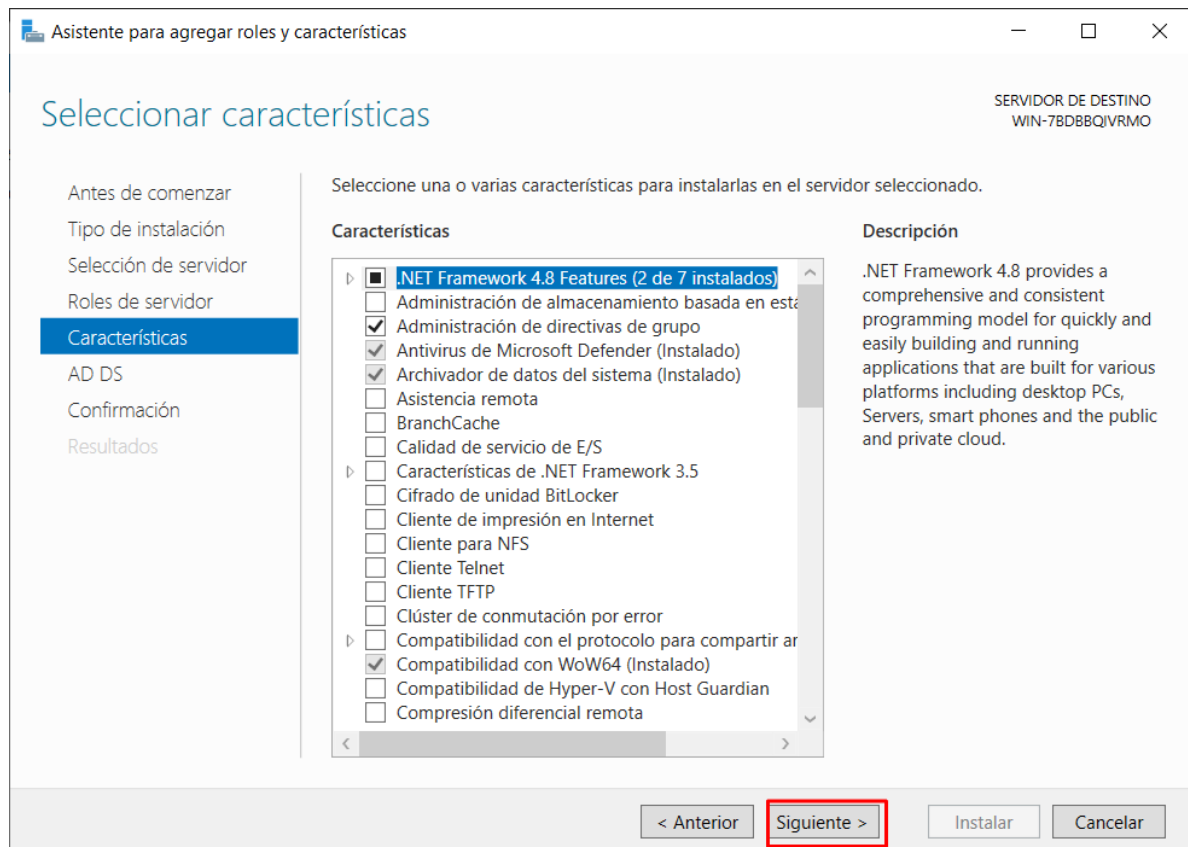 Asistente para agregar roles y características
Seleccionar características
SERVIDOR DE DESTINO
WIN-7BDBBQIVRMO
Antes de comenzar
Tipo de instalación
Selección de servidor
Roles de servidor
Características
AD DS
Confirmación
Resultados
Seleccione una o varias características para instalarlas en el servidor seleccionado.
Características
.NET Framework 4.8 Features (2 de 7 instalados)
Administración de almacenamiento basada en está
Administración de directivas de grupo
Antivirus de Microsoft Defender (Instalado)
Archivador de datos del sistema (Instalado)
Asistencia remota
BranchCache
Calidad de servicio de E/S
Características de .NET Framework 3.5
Cifrado de unidad BitLocker
Cliente de impresión en Internet
Cliente para NFS
Cliente Telnet
Cliente TFTP
Clúster de conmutación por error
Compatibilidad con el protocolo para compartir ar
Compatibilidad con WoW64 (Instalado)
Compatibilidad de Hyper-V con Host Guardian
Compresión diferencial remota
Descripción
.NET Framework 4.8 provides a
comprehensive and consistent
programming model for quickly and
easily building and running
applications that are built for various
platforms including desktop PCs,
Servers, smart phones and the public
and private cloud.
< Anterior
Siguiente >
Instalar
Cancelar